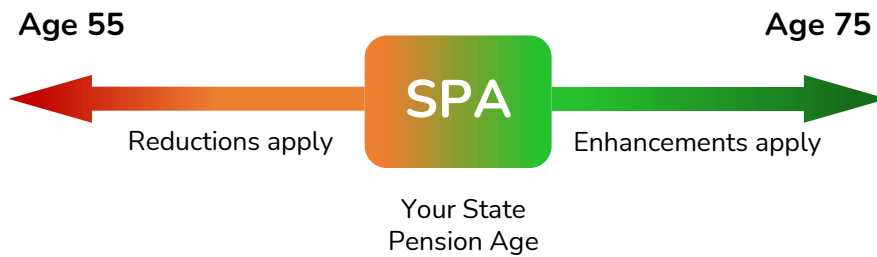 Age 55
Age 75
SPA
Reductions apply
Enhancements apply
Your State
Pension Age